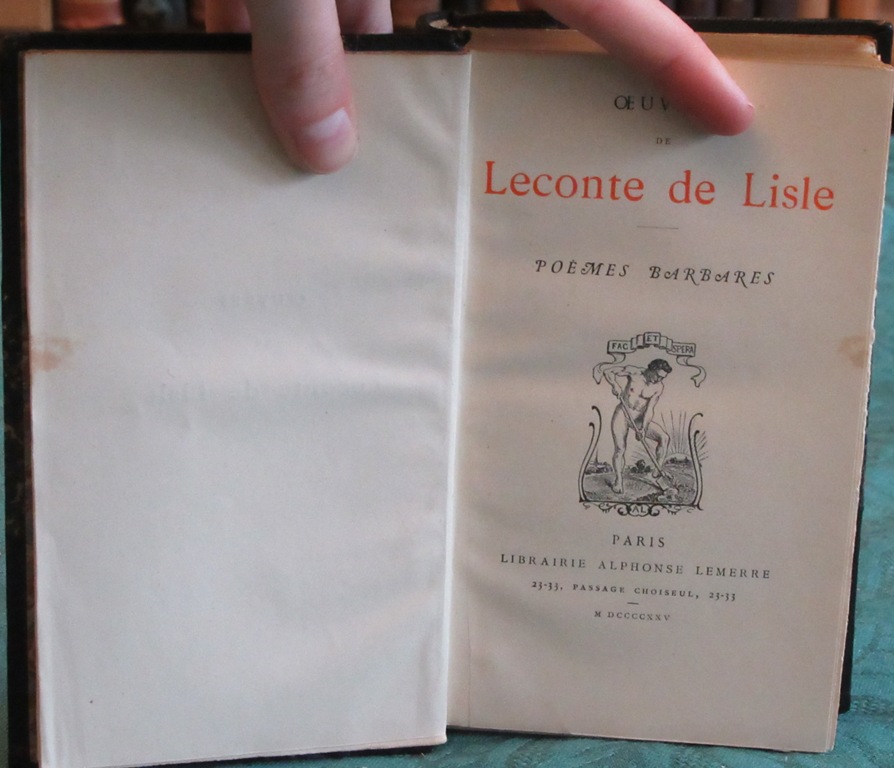 ŒUV
DE
Leconte de Lisle
POÈMES BARBARES
FAC ET SPERA
AL
PARIS
LIBRAIRIE ALPHONSE LEMERRE
23-33, PASSAGE CHOISEUL, 23-33
M DCCCCXXV